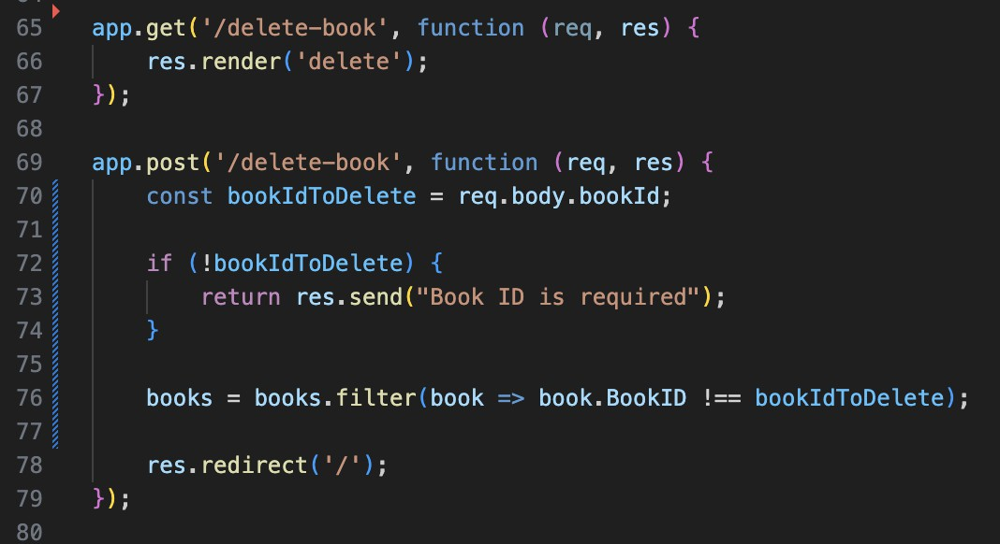 65 app.get('/delete-book', function (req, res) {
66     res.render('delete');
67 });
68
69 app.post('/delete-book', function (req, res) {
70     const bookIdToDelete = req.body.bookId;
71
72     if (!bookIdToDelete) {
73         return res.send("Book ID is required");
74     }
75
76     books = books.filter(book => book.BookID !== bookIdToDelete);
77
78     res.redirect('/');
79 });
80